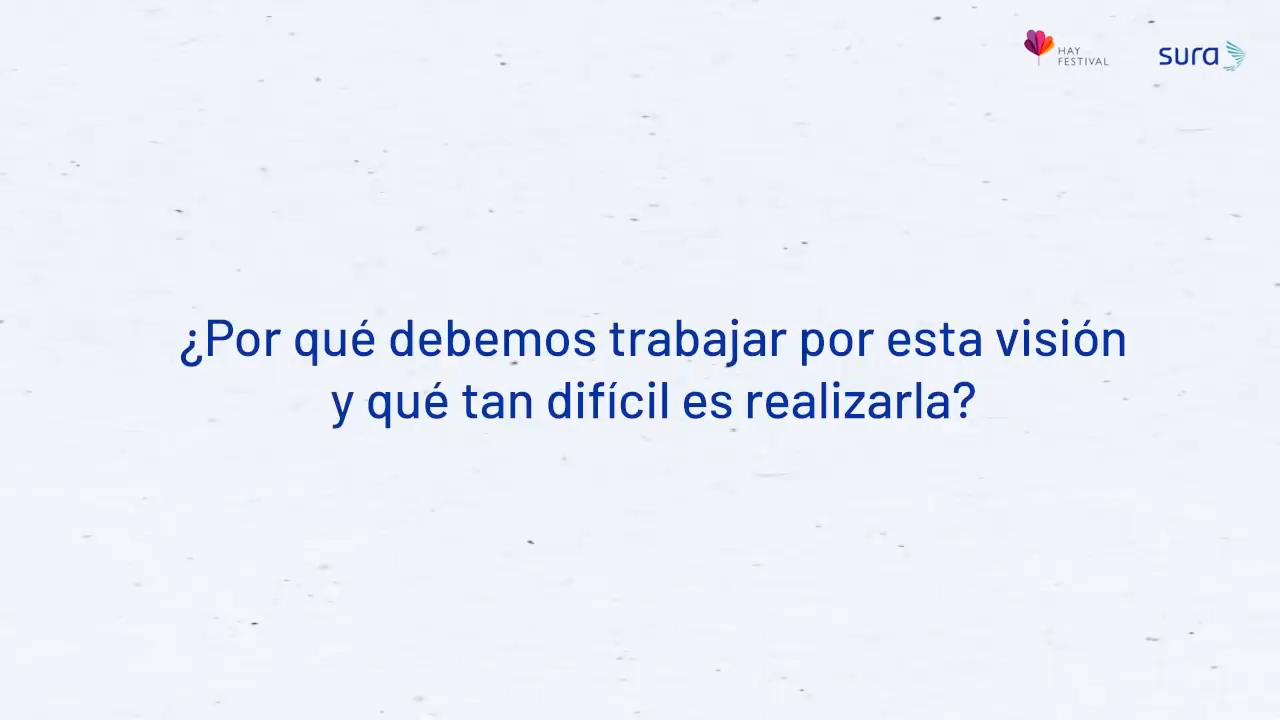 HAY
FESTIVAL
sura
¿Por qué debemos trabajar por esta visión
y qué tan difícil es realizarla?